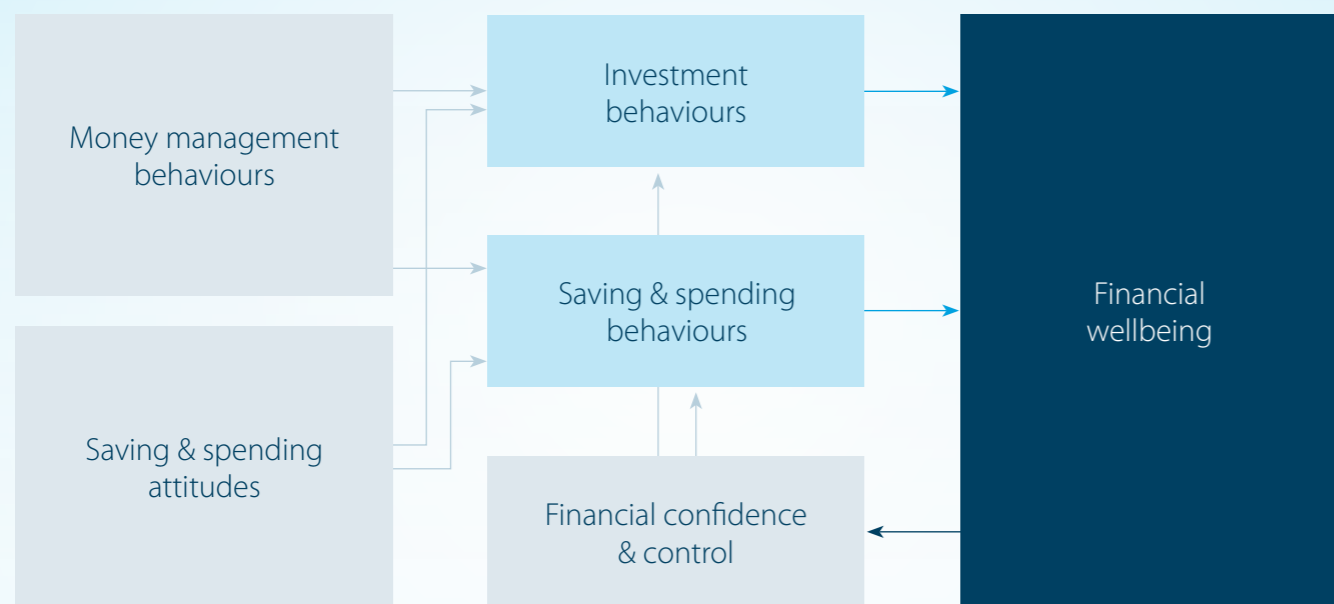 Money management
behaviours
Saving & spending
attitudes
Investment
behaviours
Saving & spending
behaviours
Financial confidence
& control
Financial
wellbeing